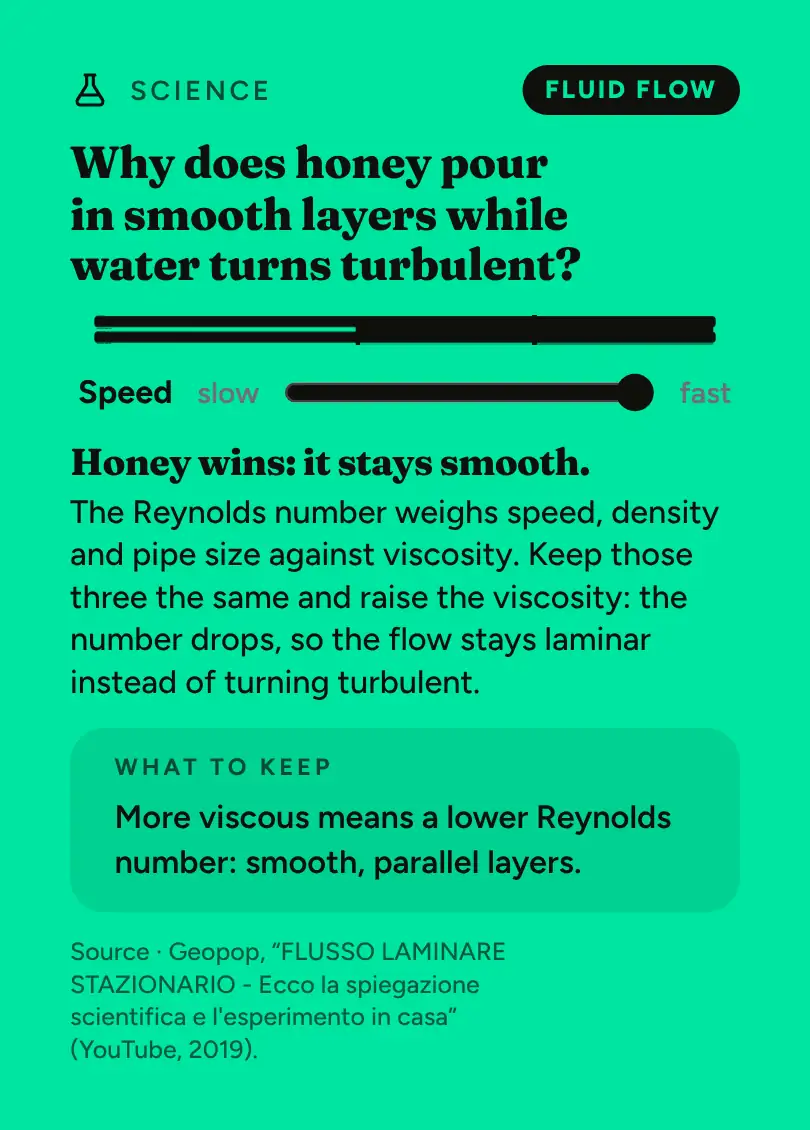 SCIENCE
FLUID FLOW
Why does honey pour
in smooth layers while
water turns turbulent?
Speed slow fast
Honey wins: it stays smooth.
The Reynolds number weighs speed, density
and pipe size against viscosity. Keep those
three the same and raise the viscosity: the
number drops, so the flow stays laminar
instead of turning turbulent.
WHAT TO KEEP
More viscous means a lower Reynolds
number: smooth, parallel layers.
Source · Geopop, “FLUSSO LAMINARE
STAZIONARIO - Ecco la spiegazione
scientifica e l'esperimento in casa”
(YouTube, 2019).